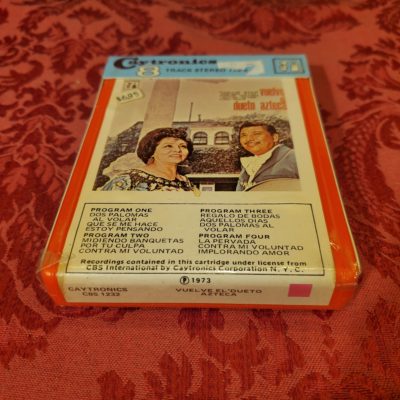 Caytronics
8 TRACK STEREO TAPE
$6.95
vuelve
dueto azteca
PROGRAM ONE
DOS PALOMAS
AL VOLAR
QUE SE ME HACE
ESTOY PENSANDO
PROGRAM TWO
MIDIENDO BANQUETAS
POR TU CULPA
CONTRA MI VOLUNTAD
PROGRAM THREE
REGALO DE BODAS
AQUELLOS DIAS
DOS PALOMAS AL
VOLAR
PROGRAM FOUR
LA PERVADA
CONTRA MI VOLUNTAD
IMPLORANDO AMOR
Recordings contained in this cartridge under license from
CBS International by Caytronics Corporation N.Y.C.
CAYTRONICS
CBS 1232
Ⓟ 1973
VUELVE EL'DUETO
AZTECA